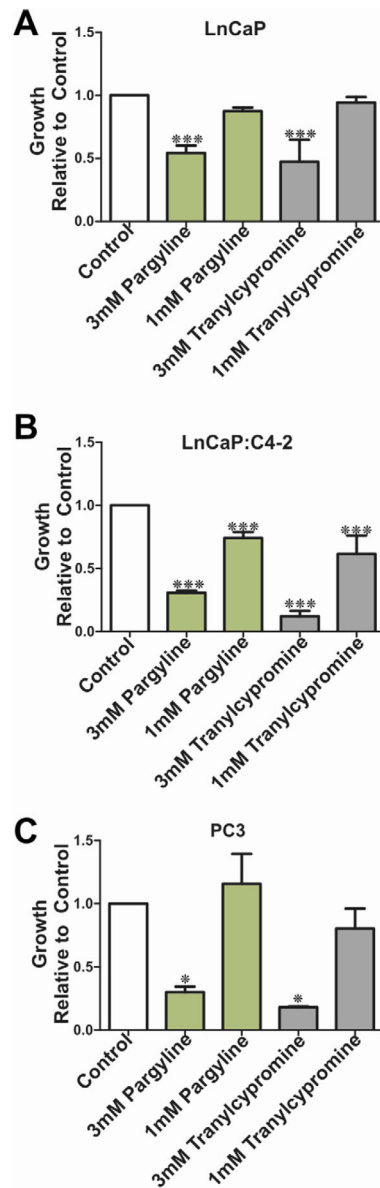 A
LnCaP
Growth
Relative to Control
1.5
1.0
0.5
0.0
***
***
Control
3mM Pargyline
1mM Pargyline
3mM Tranylcypromine
1mM Tranylcypromine
B
LnCaP:C4-2
Growth
Relative to Control
1.5
1.0
0.5
0.0
***
***
***
***
Control
3mM Pargyline
1mM Pargyline
3mM Tranylcypromine
1mM Tranylcypromine
C
PC3
Growth
Relative to Control
1.5
1.0
0.5
0.0
*
*
Control
3mM Pargyline
1mM Pargyline
3mM Tranylcypromine
1mM Tranylcypromine